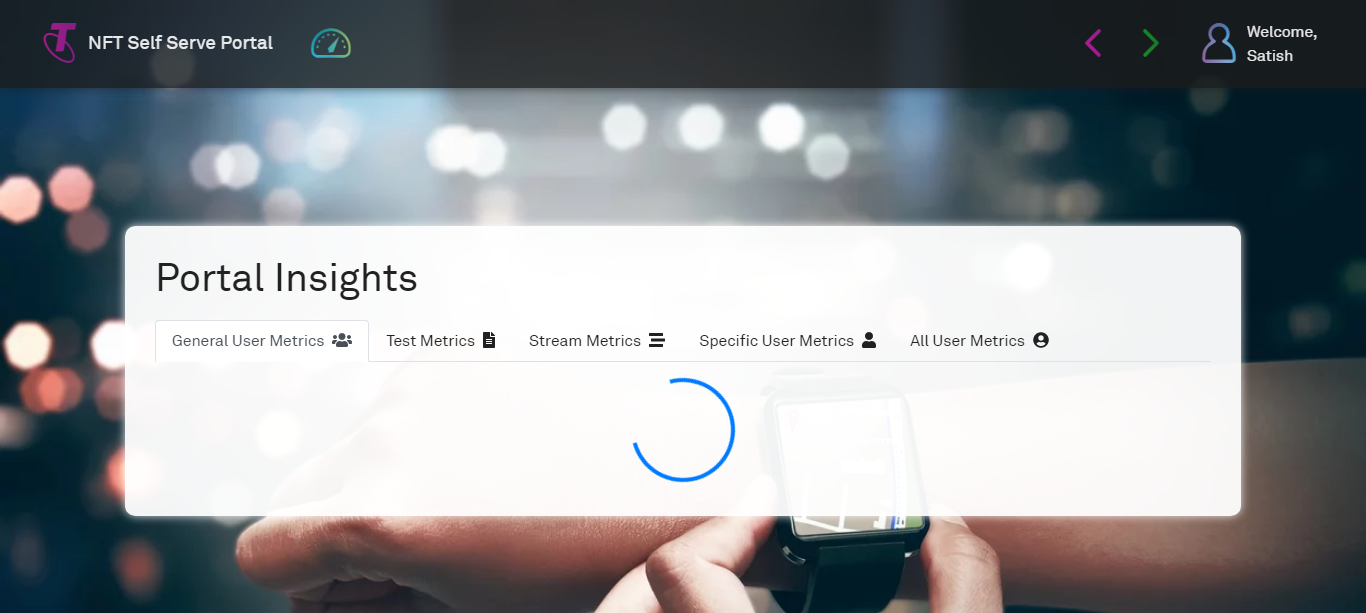 NFT Self Serve Portal
Welcome,
Satish
Portal Insights
General User Metrics
Test Metrics
Stream Metrics
Specific User Metrics
All User Metrics